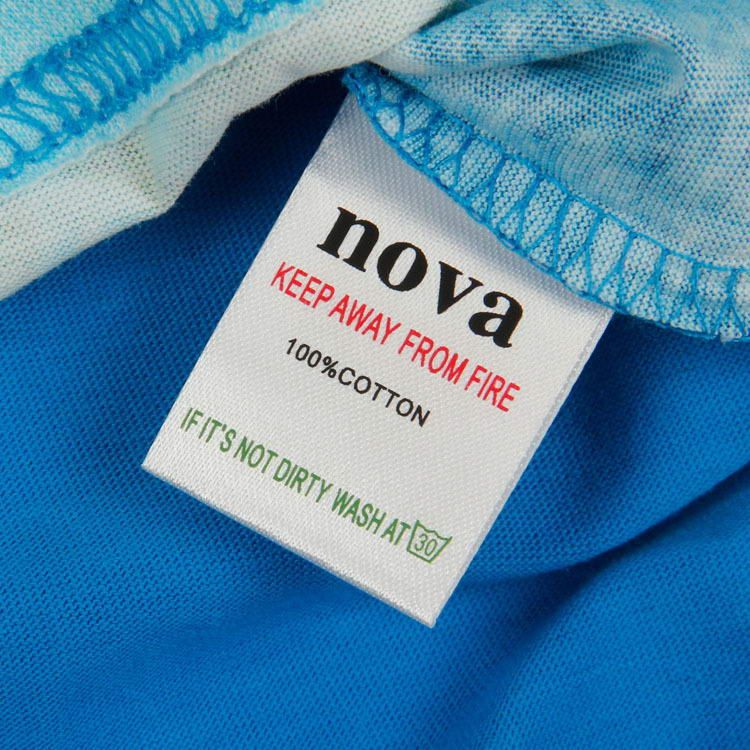 nova
KEEP AWAY FROM FIRE
100%COTTON
IF IT'S NOT DIRTY WASH AT 30